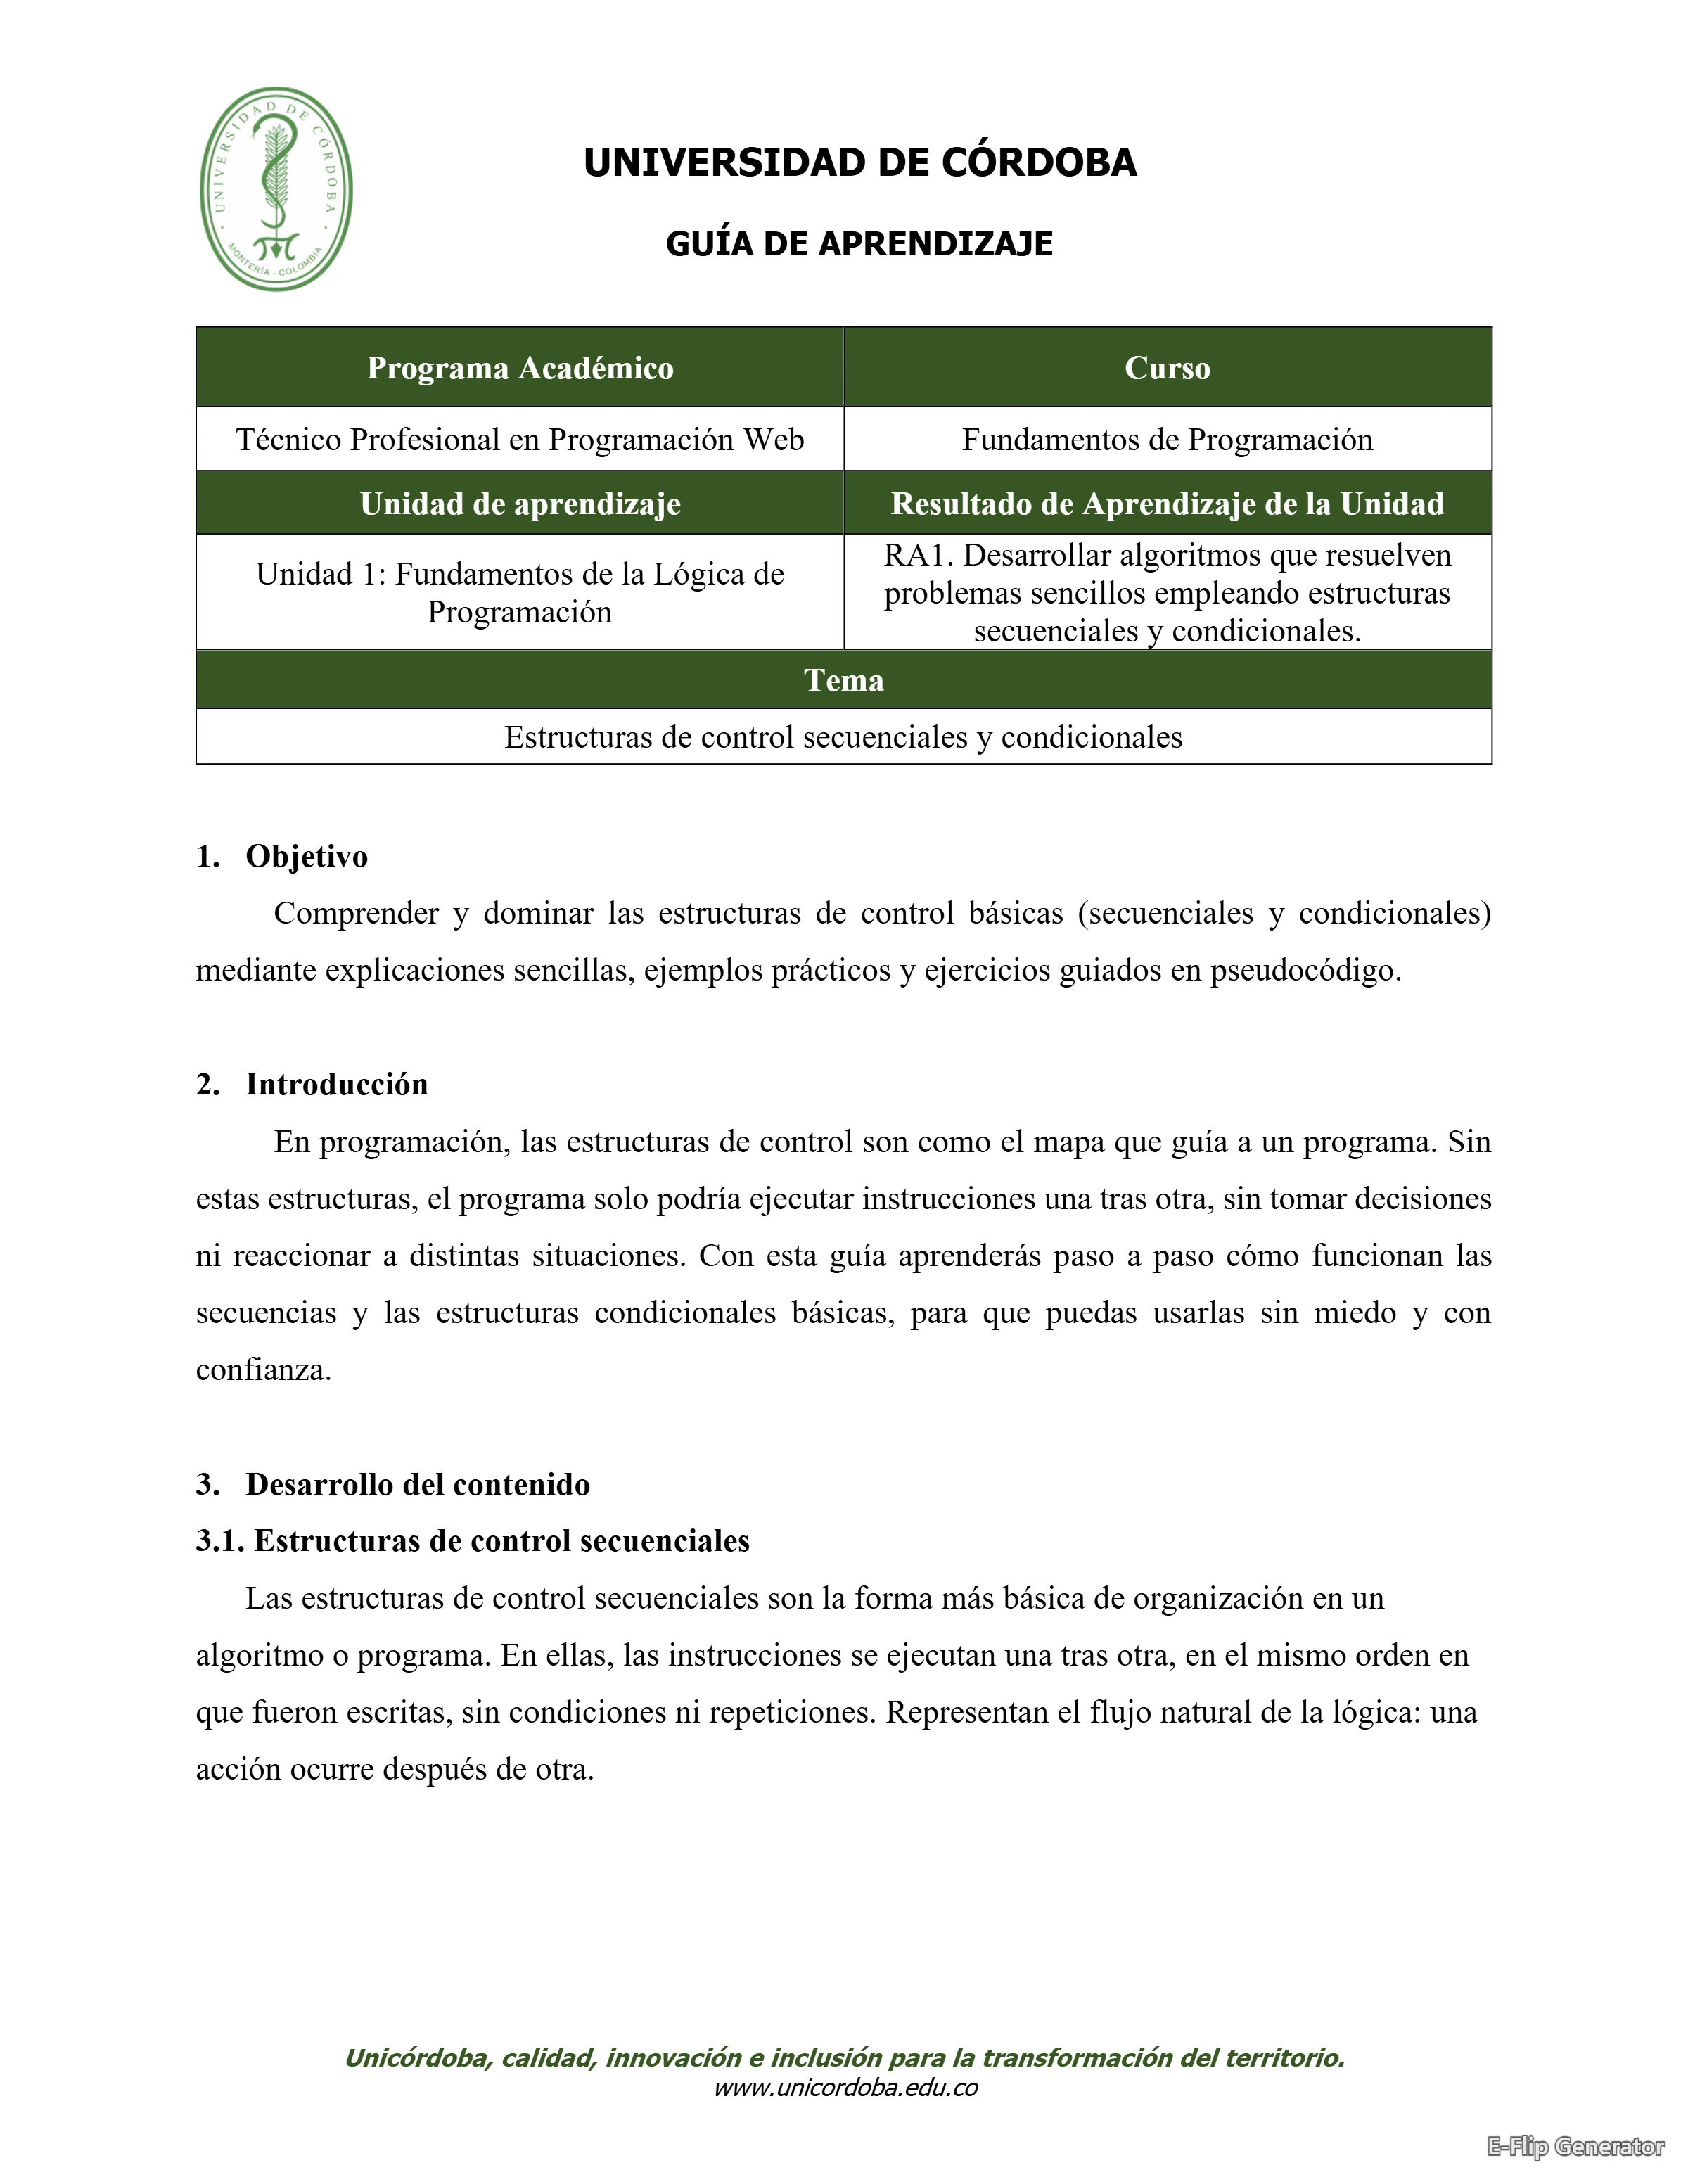 UNIVERSIDAD DE CÓRDOBA
MONTERÍA - COLOMBIA
UNIVERSIDAD DE CÓRDOBA
GUÍA DE APRENDIZAJE
Programa Académico
Curso
Técnico Profesional en Programación Web
Fundamentos de Programación
Unidad de aprendizaje
Resultado de Aprendizaje de la Unidad
Unidad 1: Fundamentos de la Lógica de
Programación
RA1. Desarrollar algoritmos que resuelven
problemas sencillos empleando estructuras
secuenciales y condicionales.
Tema
Estructuras de control secuenciales y condicionales
1. Objetivo
Comprender y dominar las estructuras de control básicas (secuenciales y condicionales)
mediante explicaciones sencillas, ejemplos prácticos y ejercicios guiados en pseudocódigo.
2. Introducción
En programación, las estructuras de control son como el mapa que guía a un programa. Sin
estas estructuras, el programa solo podría ejecutar instrucciones una tras otra, sin tomar decisiones
ni reaccionar a distintas situaciones. Con esta guía aprenderás paso a paso cómo funcionan las
secuencias y las estructuras condicionales básicas, para que puedas usarlas sin miedo y con
confianza.
3. Desarrollo del contenido
3.1. Estructuras de control secuenciales
Las estructuras de control secuenciales son la forma más básica de organización en un
algoritmo o programa. En ellas, las instrucciones se ejecutan una tras otra, en el mismo orden en
que fueron escritas, sin condiciones ni repeticiones. Representan el flujo natural de la lógica: una
acción ocurre después de otra.
Unicórdoba, calidad, innovación e inclusión para la transformación del territorio.
www.unicordoba.edu.co
E-Flip Generator